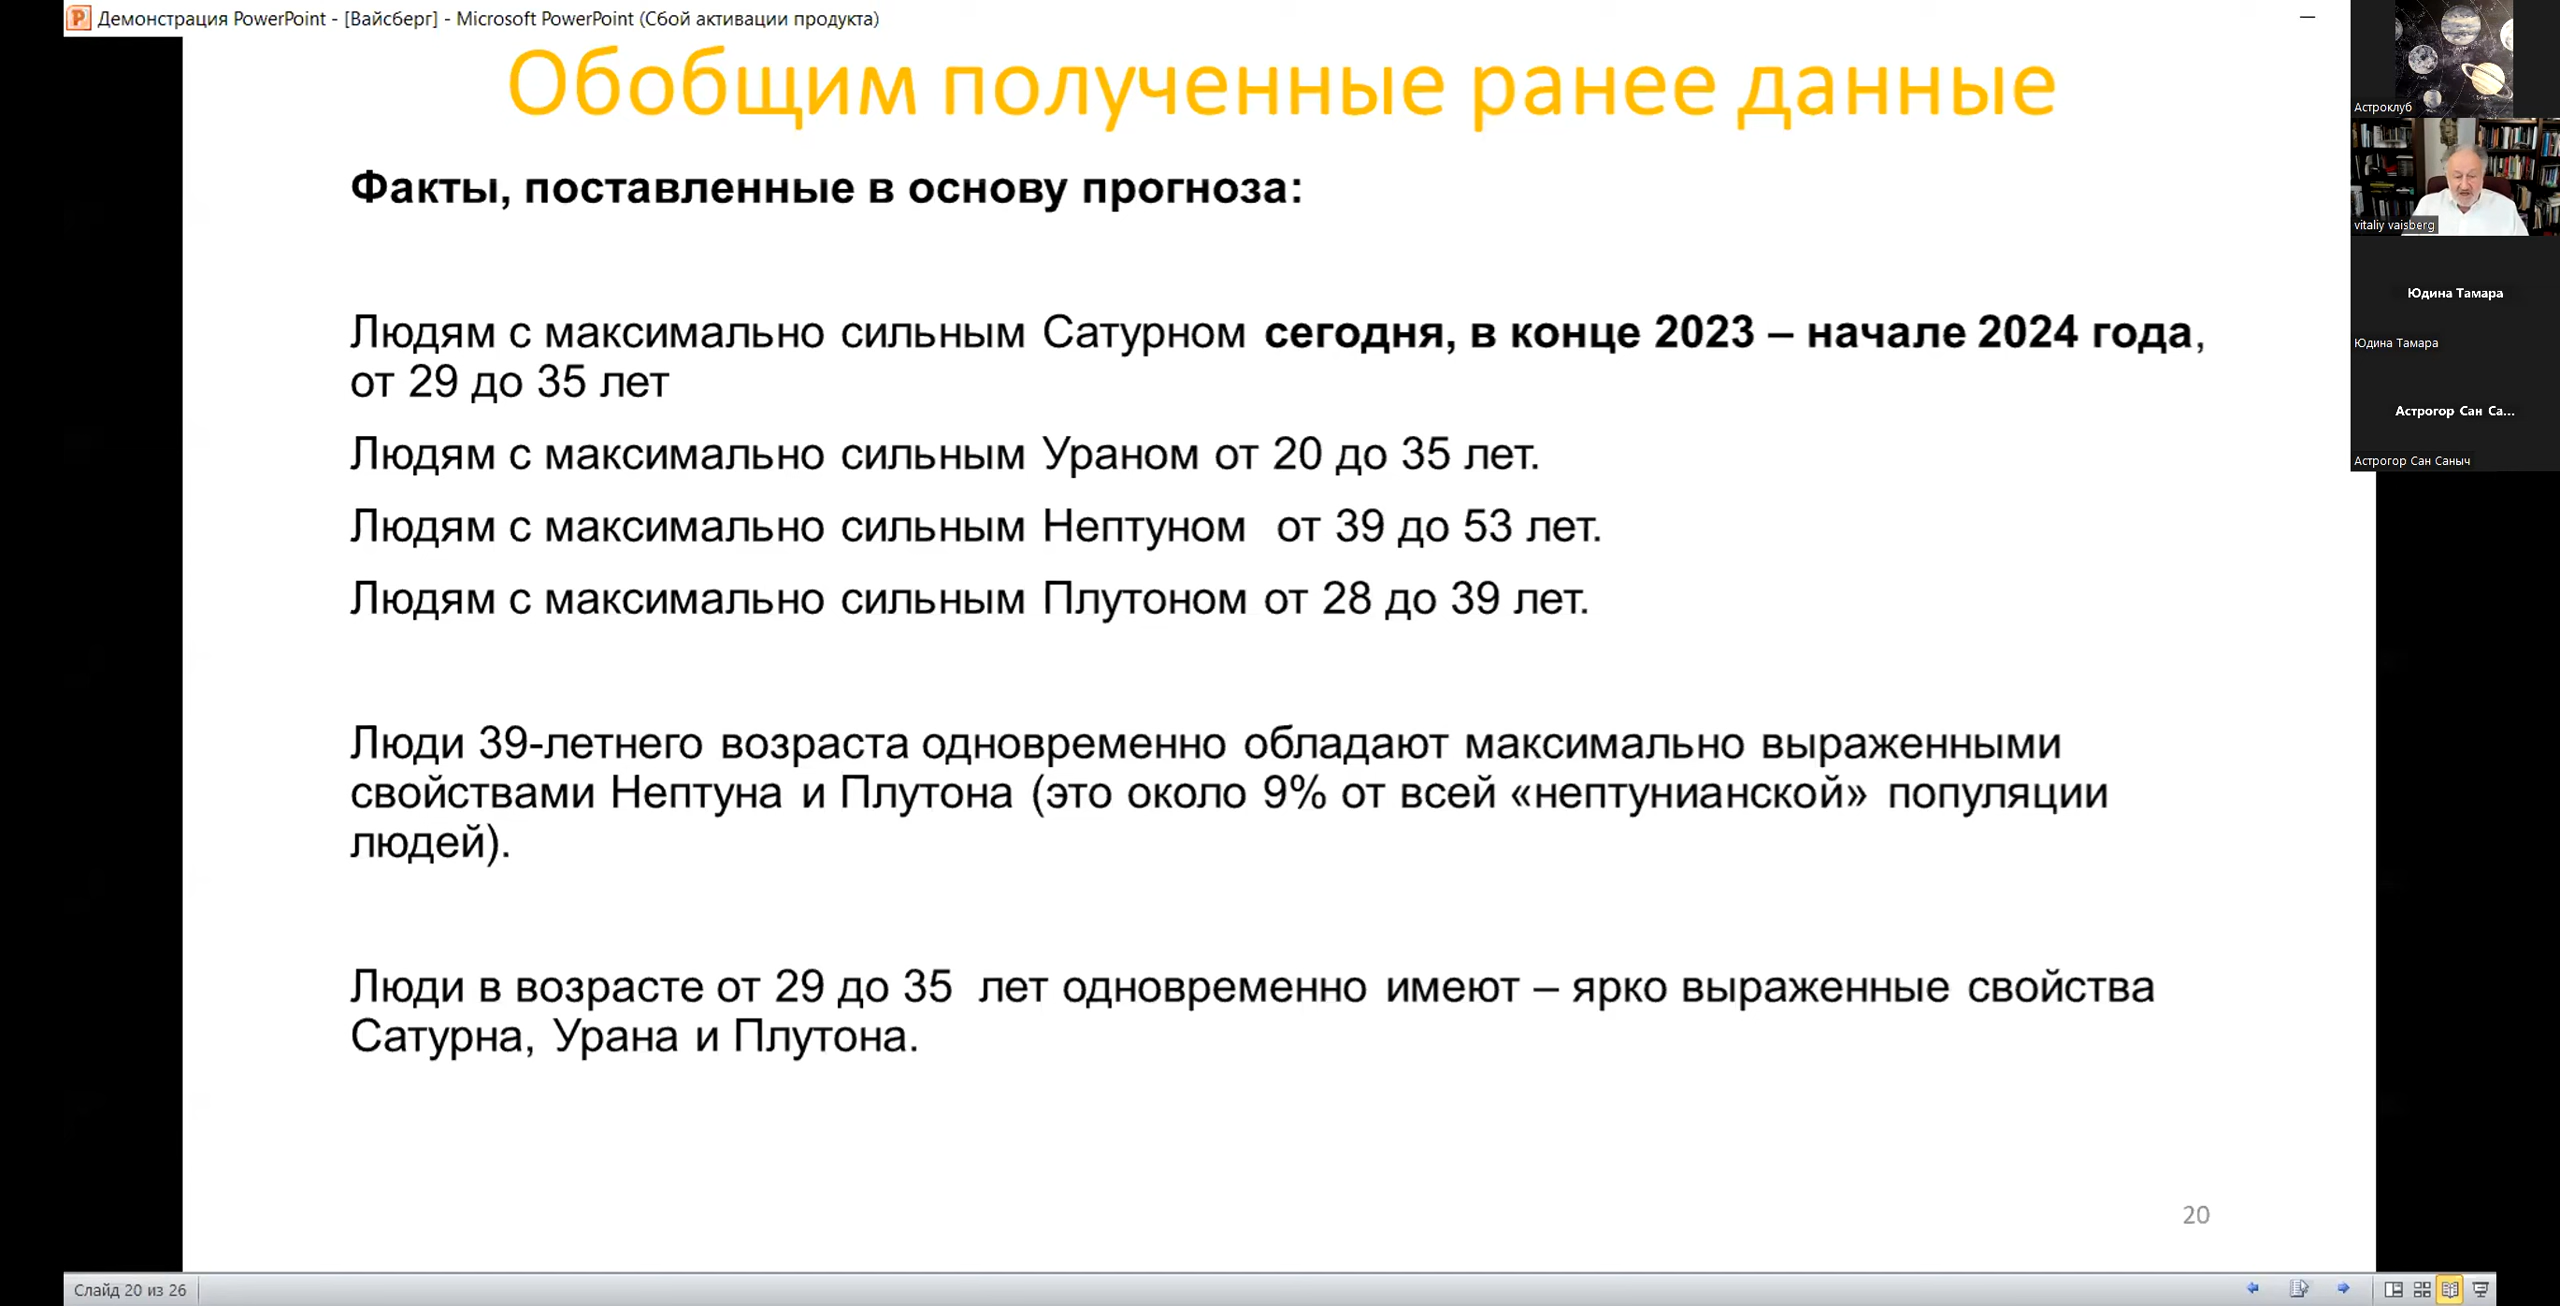 Демонстрация PowerPoint - [Вайсберг] - Microsoft PowerPoint (Сбой активации продукта)
Обобщим полученные ранее данные
Факты, поставленные в основу прогноза:
Людям с максимально сильным Сатурном сегодня, в конце 2023 – начале 2024 года,
от 29 до 35 лет
Людям с максимально сильным Ураном от 20 до 35 лет.
Людям с максимально сильным Нептуном от 39 до 53 лет.
Людям с максимально сильным Плутоном от 28 до 39 лет.
Люди 39-летнего возраста одновременно обладают максимально выраженными
свойствами Нептуна и Плутона (это около 9% от всей «нептунианской» популяции
людей).
Люди в возрасте от 29 до 35 лет одновременно имеют – ярко выраженные свойства
Сатурна, Урана и Плутона.
20
Слайд 20 из 26
Астроклуб
vitaliy vaisberg
Юдина Тамара
Юдина Тамара
Астрогор Сан Са...
Астрогор Сан Саныч